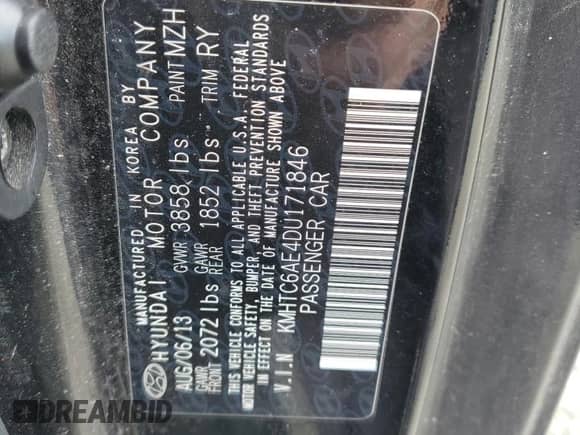 MANUFACTURED IN KOREA BY
HYUNDAI MOTOR COMPANY
AUG/06/13 GVWR 3858 lbs PAINT MZH
GAWR FRONT 2072 lbs GAWR REAR 1852 lbs TRIM RY
THIS VEHICLE CONFORMS TO ALL APPLICABLE U.S.A. FEDERAL
MOTOR VEHICLE SAFETY, BUMPER, AND THEFT PREVENTION STANDARDS
IN EFFECT ON THE DATE OF MANUFACTURE SHOWN ABOVE
V.I.N KMHTC6AE4DU171846
PASSENGER CAR
DREAMBID